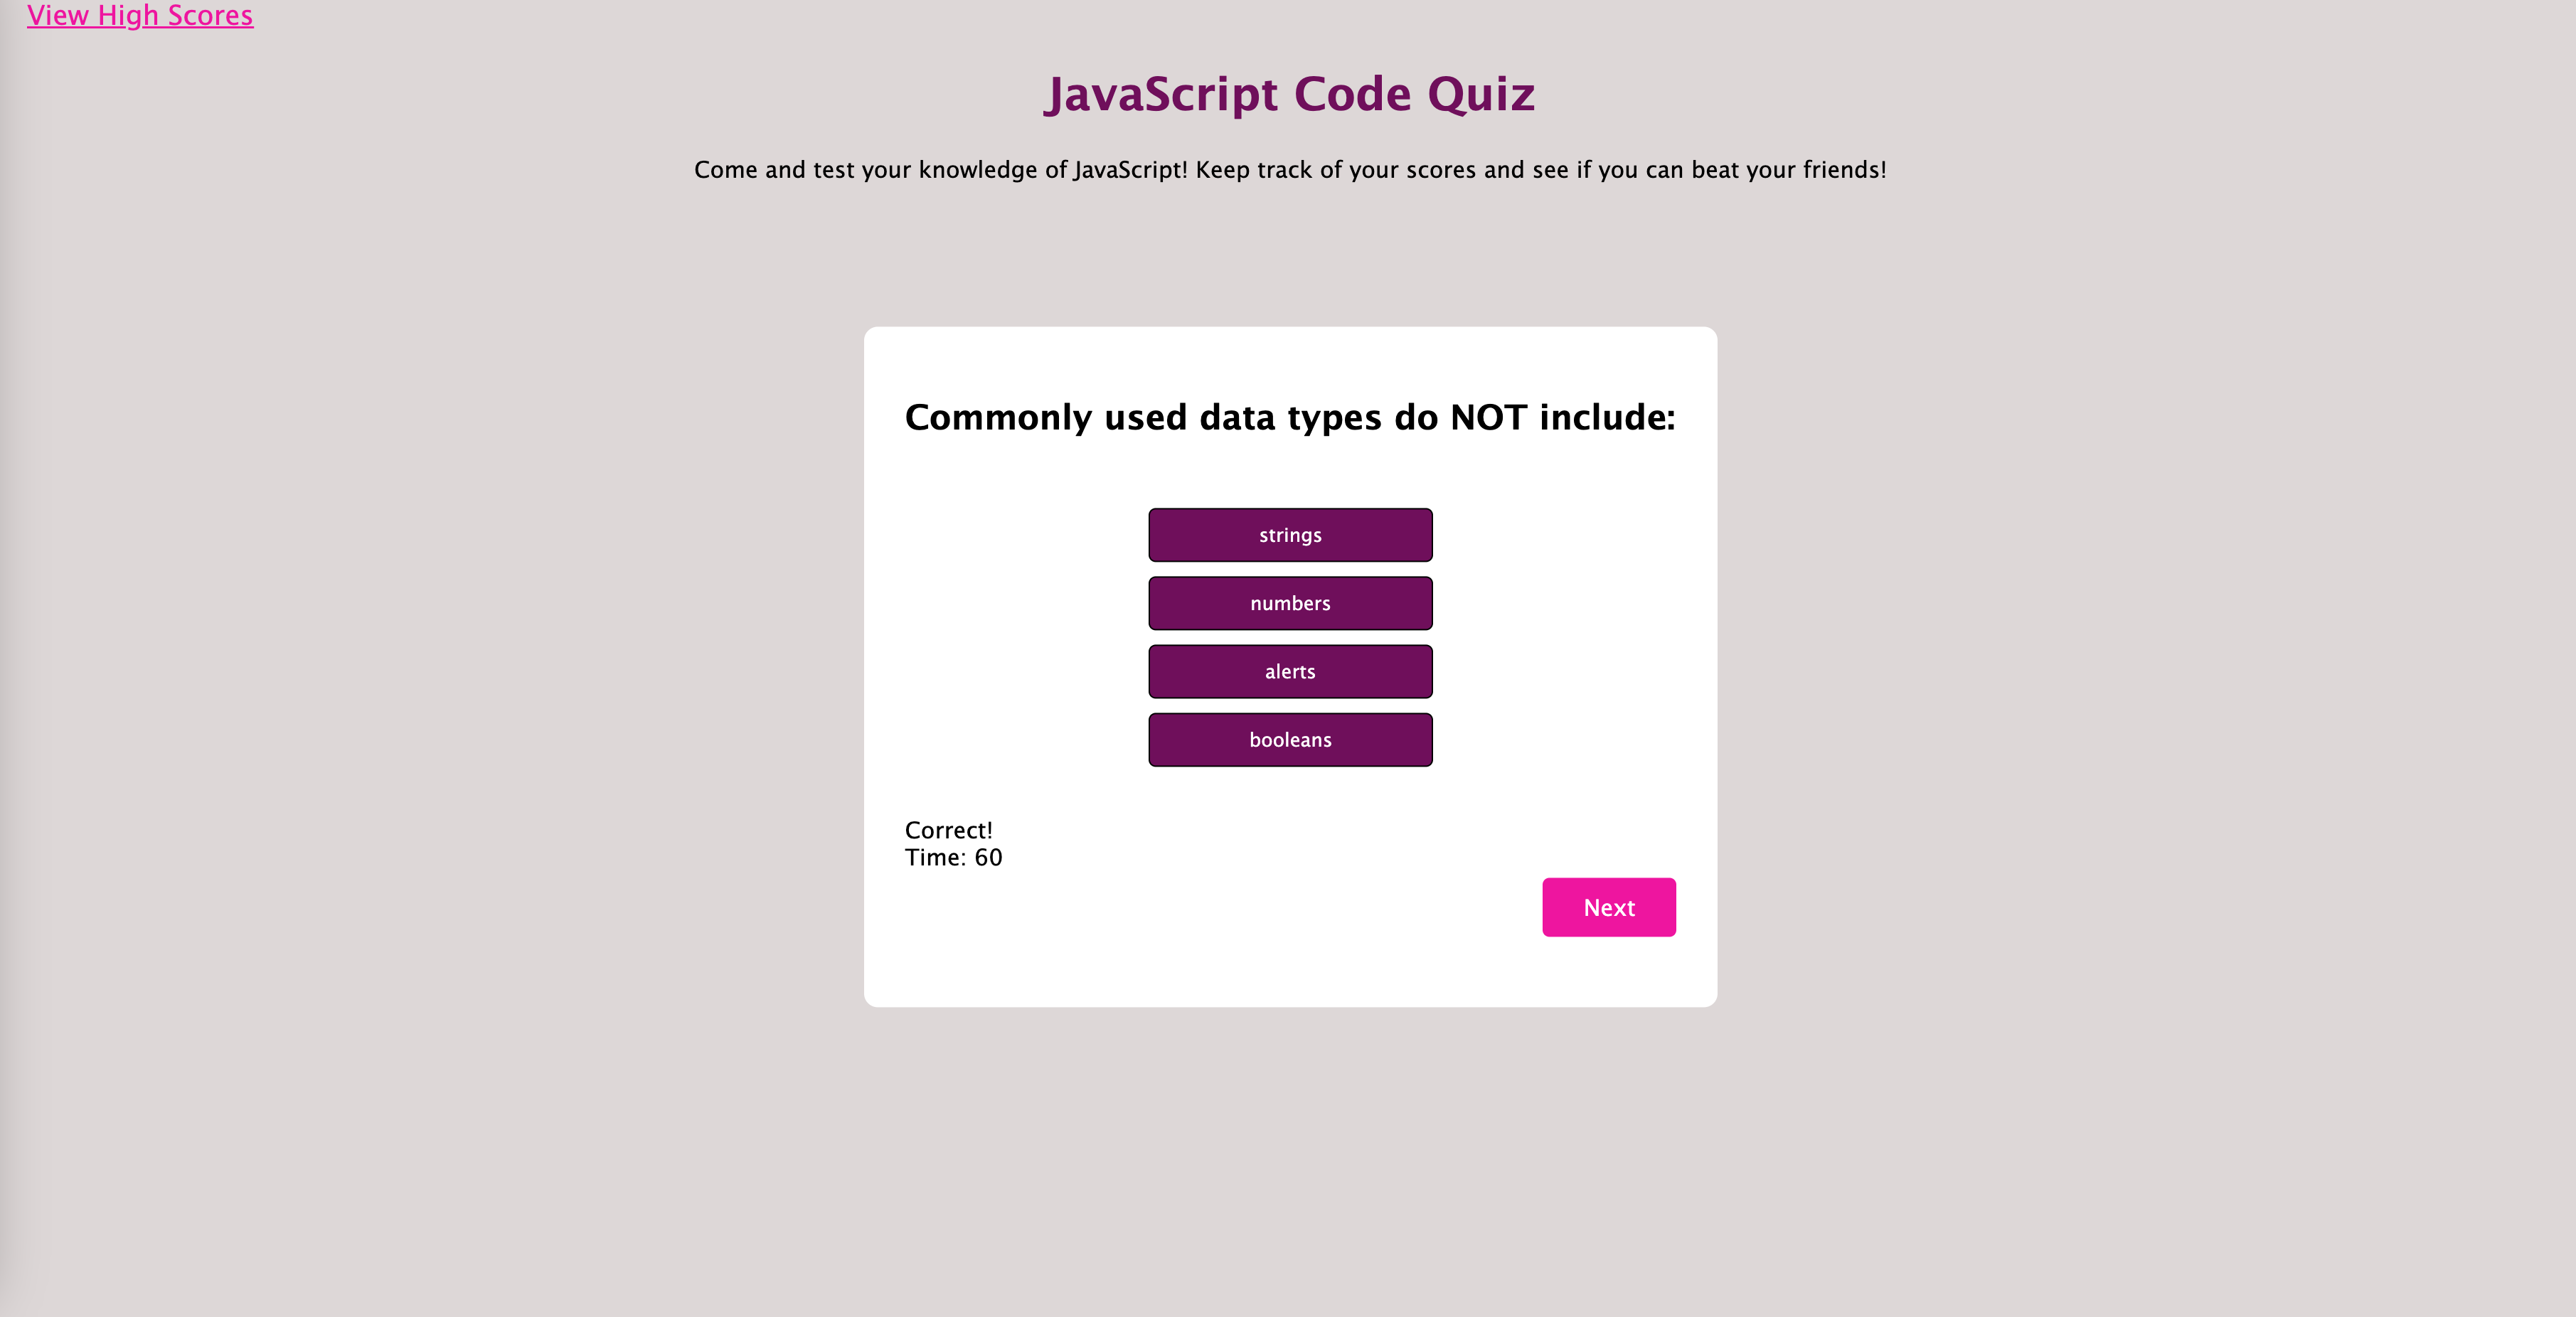 View High Scores
JavaScript Code Quiz
Come and test your knowledge of JavaScript! Keep track of your scores and see if you can beat your friends!
Commonly used data types do NOT include:
strings
numbers
alerts
booleans
Correct!
Time: 60
Next